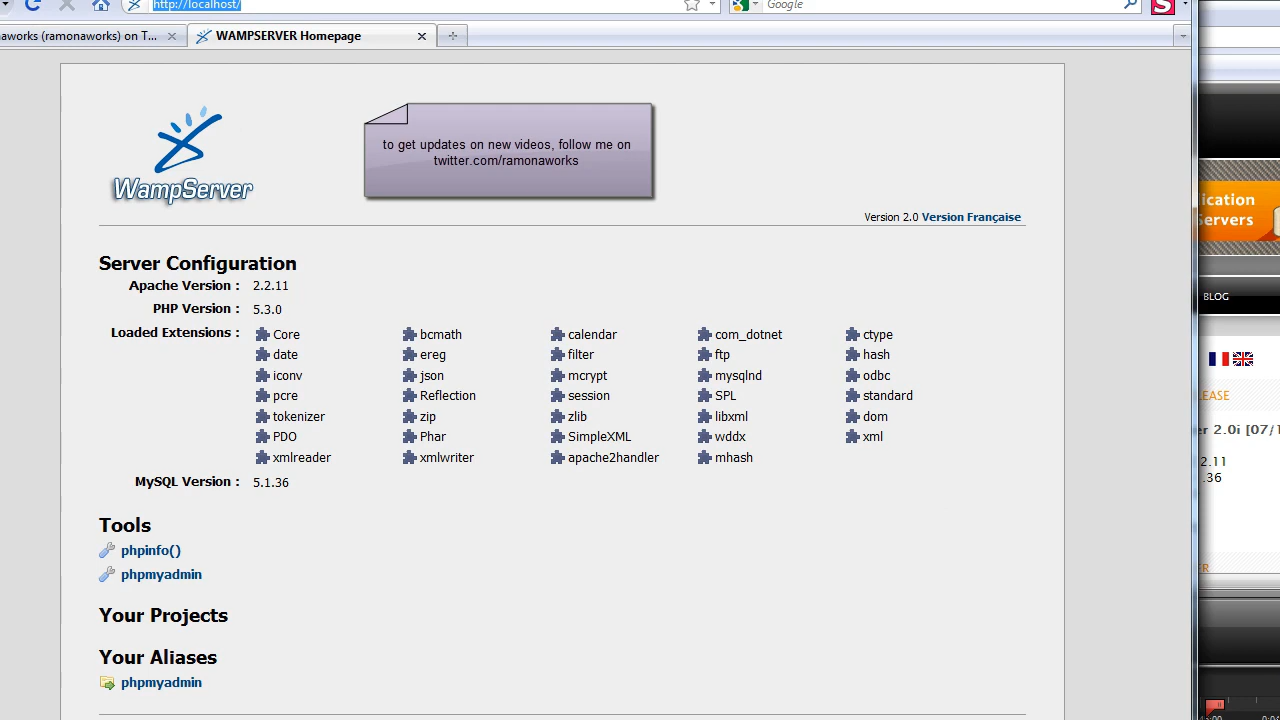 http://localhost/
Google
aworks (ramonaworks) on T...
WAMPSERVER Homepage
WampServer
to get updates on new videos, follow me on
twitter.com/ramonaworks
Version 2.0 Version Française
Server Configuration
Apache Version : 2.2.11
PHP Version : 5.3.0
Loaded Extensions : Core bcmath calendar com_dotnet ctype
date ereg filter ftp hash
iconv json mcrypt mysqlnd odbc
pcre Reflection session SPL standard
tokenizer zip zlib libxml dom
PDO Phar SimpleXML wddx xml
xmlreader xmlwriter apache2handler mhash
MySQL Version : 5.1.36
Tools
phpinfo()
phpmyadmin
Your Projects
Your Aliases
phpmyadmin
ication
ervers
BLOG
EASE
er 2.0i [07/1
2.11
.36
R